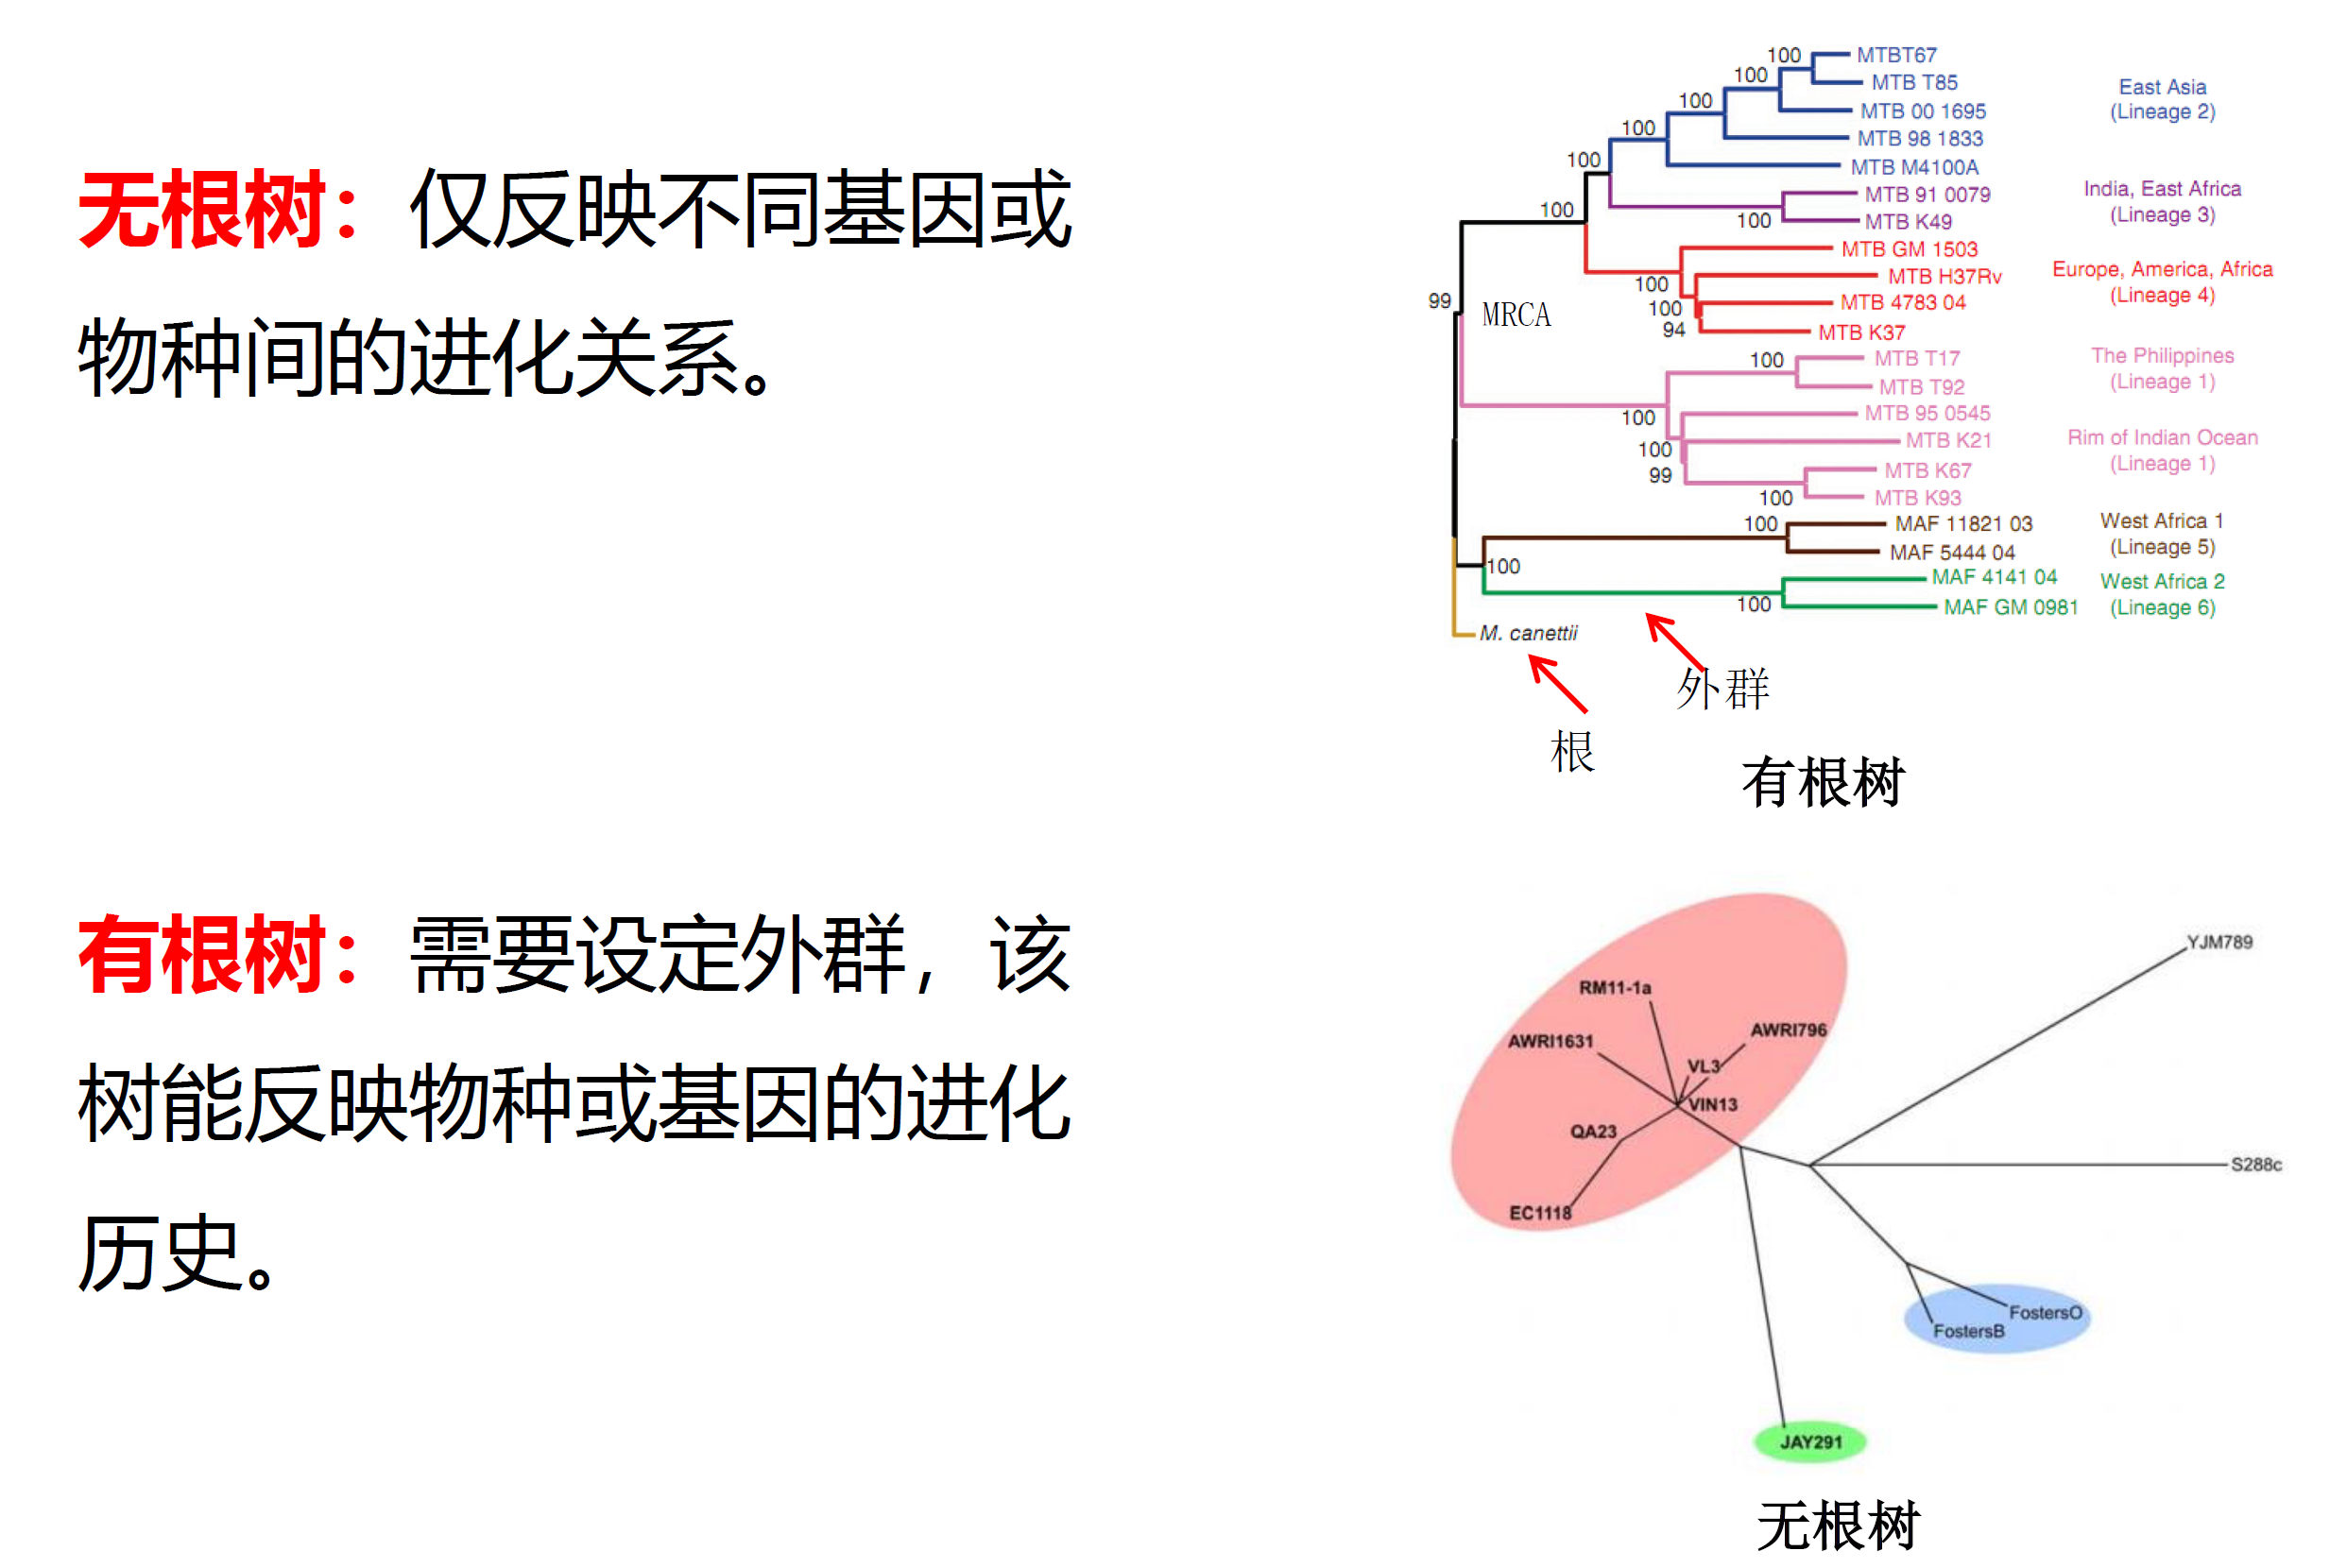 无根树：仅反映不同基因或
物种间的进化关系。
有根树：需要设定外群，该
树能反映物种或基因的进化
历史。
100
MTBT67
100
MTB T85
East Asia
100
MTB 00 1695
(Lineage 2)
100
MTB 98 1833
100
MTB M4100A
MTB 91 0079
India, East Africa
100
100
MTB K49
(Lineage 3)
MTB GM 1503
100
MTB H37Rv
Europe, America, Africa
99
MRCA
100
MTB 4783 04
(Lineage 4)
94
MTB K37
100
MTB T17
The Philippines
MTB T92
(Lineage 1)
100
MTB 95 0545
100
MTB K21
Rim of Indian Ocean
99
MTB K67
(Lineage 1)
100
MTB K93
100
MAF 11821 03
West Africa 1
MAF 5444 04
(Lineage 5)
100
MAF 4141 04
West Africa 2
100
MAF GM 0981
(Lineage 6)
M. canettii
外群
根
有根树
YJM789
RM11-1a
AWRI796
AWRI1631
VL3
VIN13
QA23
S288c
EC1118
FostersO
FostersB
JAY291
无根树